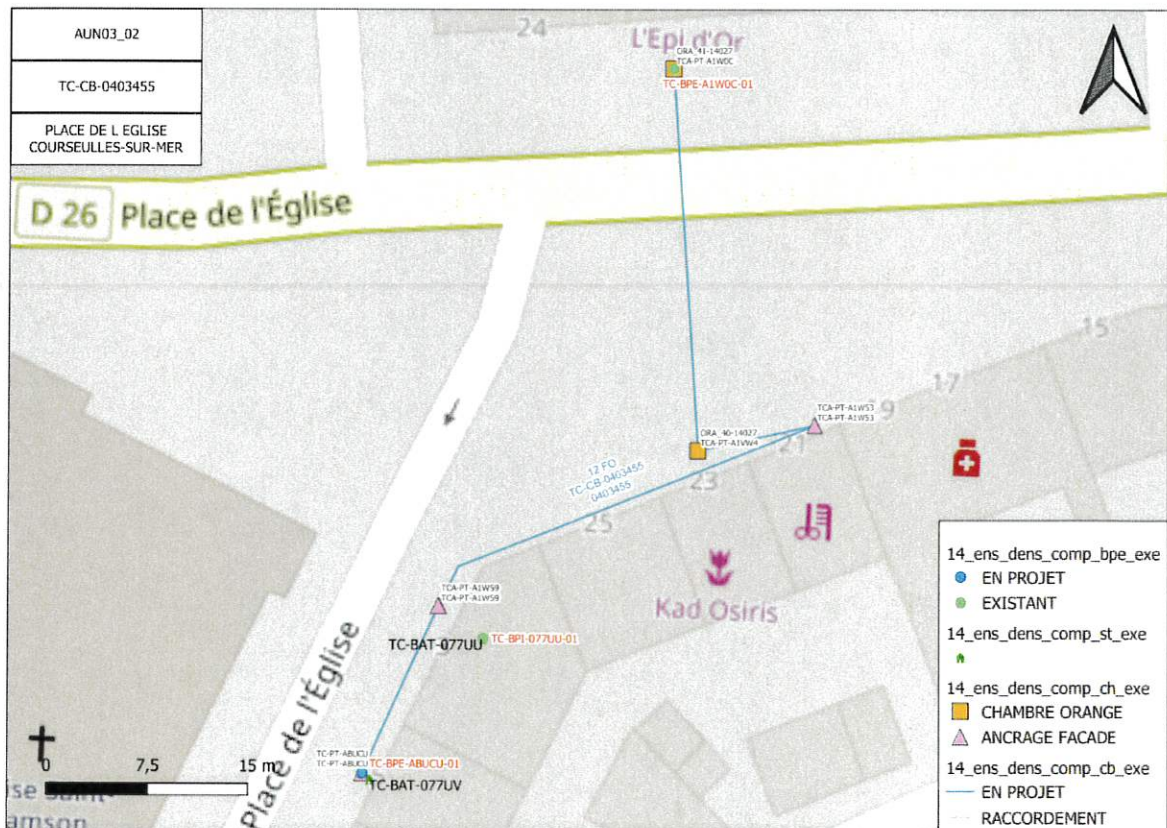 AUN03_02
TC-CB-0403455
PLACE DE L EGLISE
COURSEULLES-SUR-MER
24
L'Epi d'Or
ORA_41-14027
TCA-PT-A1W0C
TC-BPE-A1W0C-01
D 26
Place de l'Église
15
17
19
TCA-PT-A1W53
TCA-PT-A1W53
21
ORA_40-14027
TCA-PT-A1VW4
23
12 FO
TC-CB-0403455
0403455
25
Kad Osiris
TCA-PT-A1W59
TCA-PT-A1W59
TC-BAT-077UU
TC-BPI-077UU-01
Place de l'Église
TC-PT-ABUCU
TC-PT-ABUCU
TC-BPE-ABUCU-01
TC-BAT-077UV
0
7,5
15 m
14_ens_dens_comp_bpe_exe
EN PROJET
EXISTANT
14_ens_dens_comp_st_exe
14_ens_dens_comp_ch_exe
CHAMBRE ORANGE
ANCRAGE FACADE
14_ens_dens_comp_cb_exe
EN PROJET
RACCORDEMENT